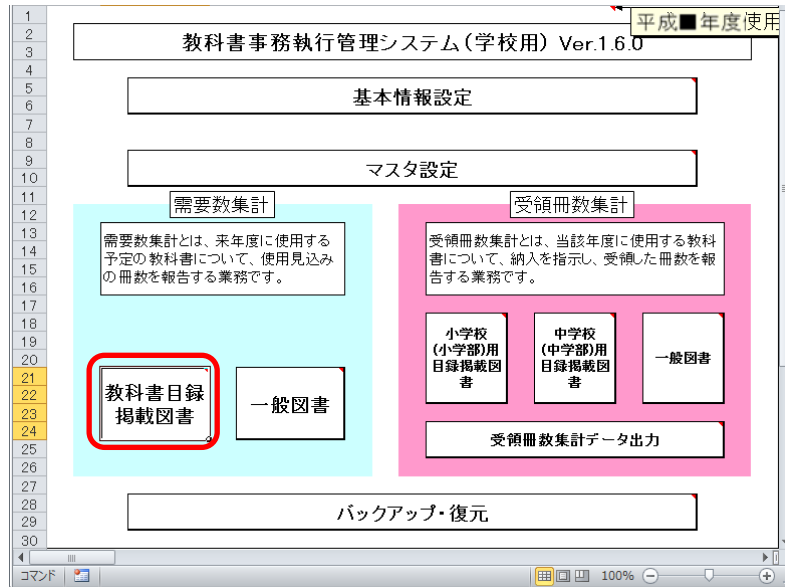 平成■年度使用
教科書事務執行管理システム(学校用) Ver.1.6.0
基本情報設定
マスタ設定
需要数集計
需要数集計とは、来年度に使用する
予定の教科書について、使用見込み
の冊数を報告する業務です。
教科書目録
掲載図書
一般図書
受領冊数集計
受領冊数集計とは、当該年度に使用する教科
書について、納入を指示し、受領した冊数を報
告する業務です。
小学校
(小学部)用
目録掲載図
書
中学校
(中学部)用
目録掲載図
書
一般図書
受領冊数集計データ出力
バックアップ・復元
1
2
3
4
5
6
7
8
9
10
11
12
13
14
15
16
17
18
19
20
21
22
23
24
25
26
27
28
29
30
コマンド
100%